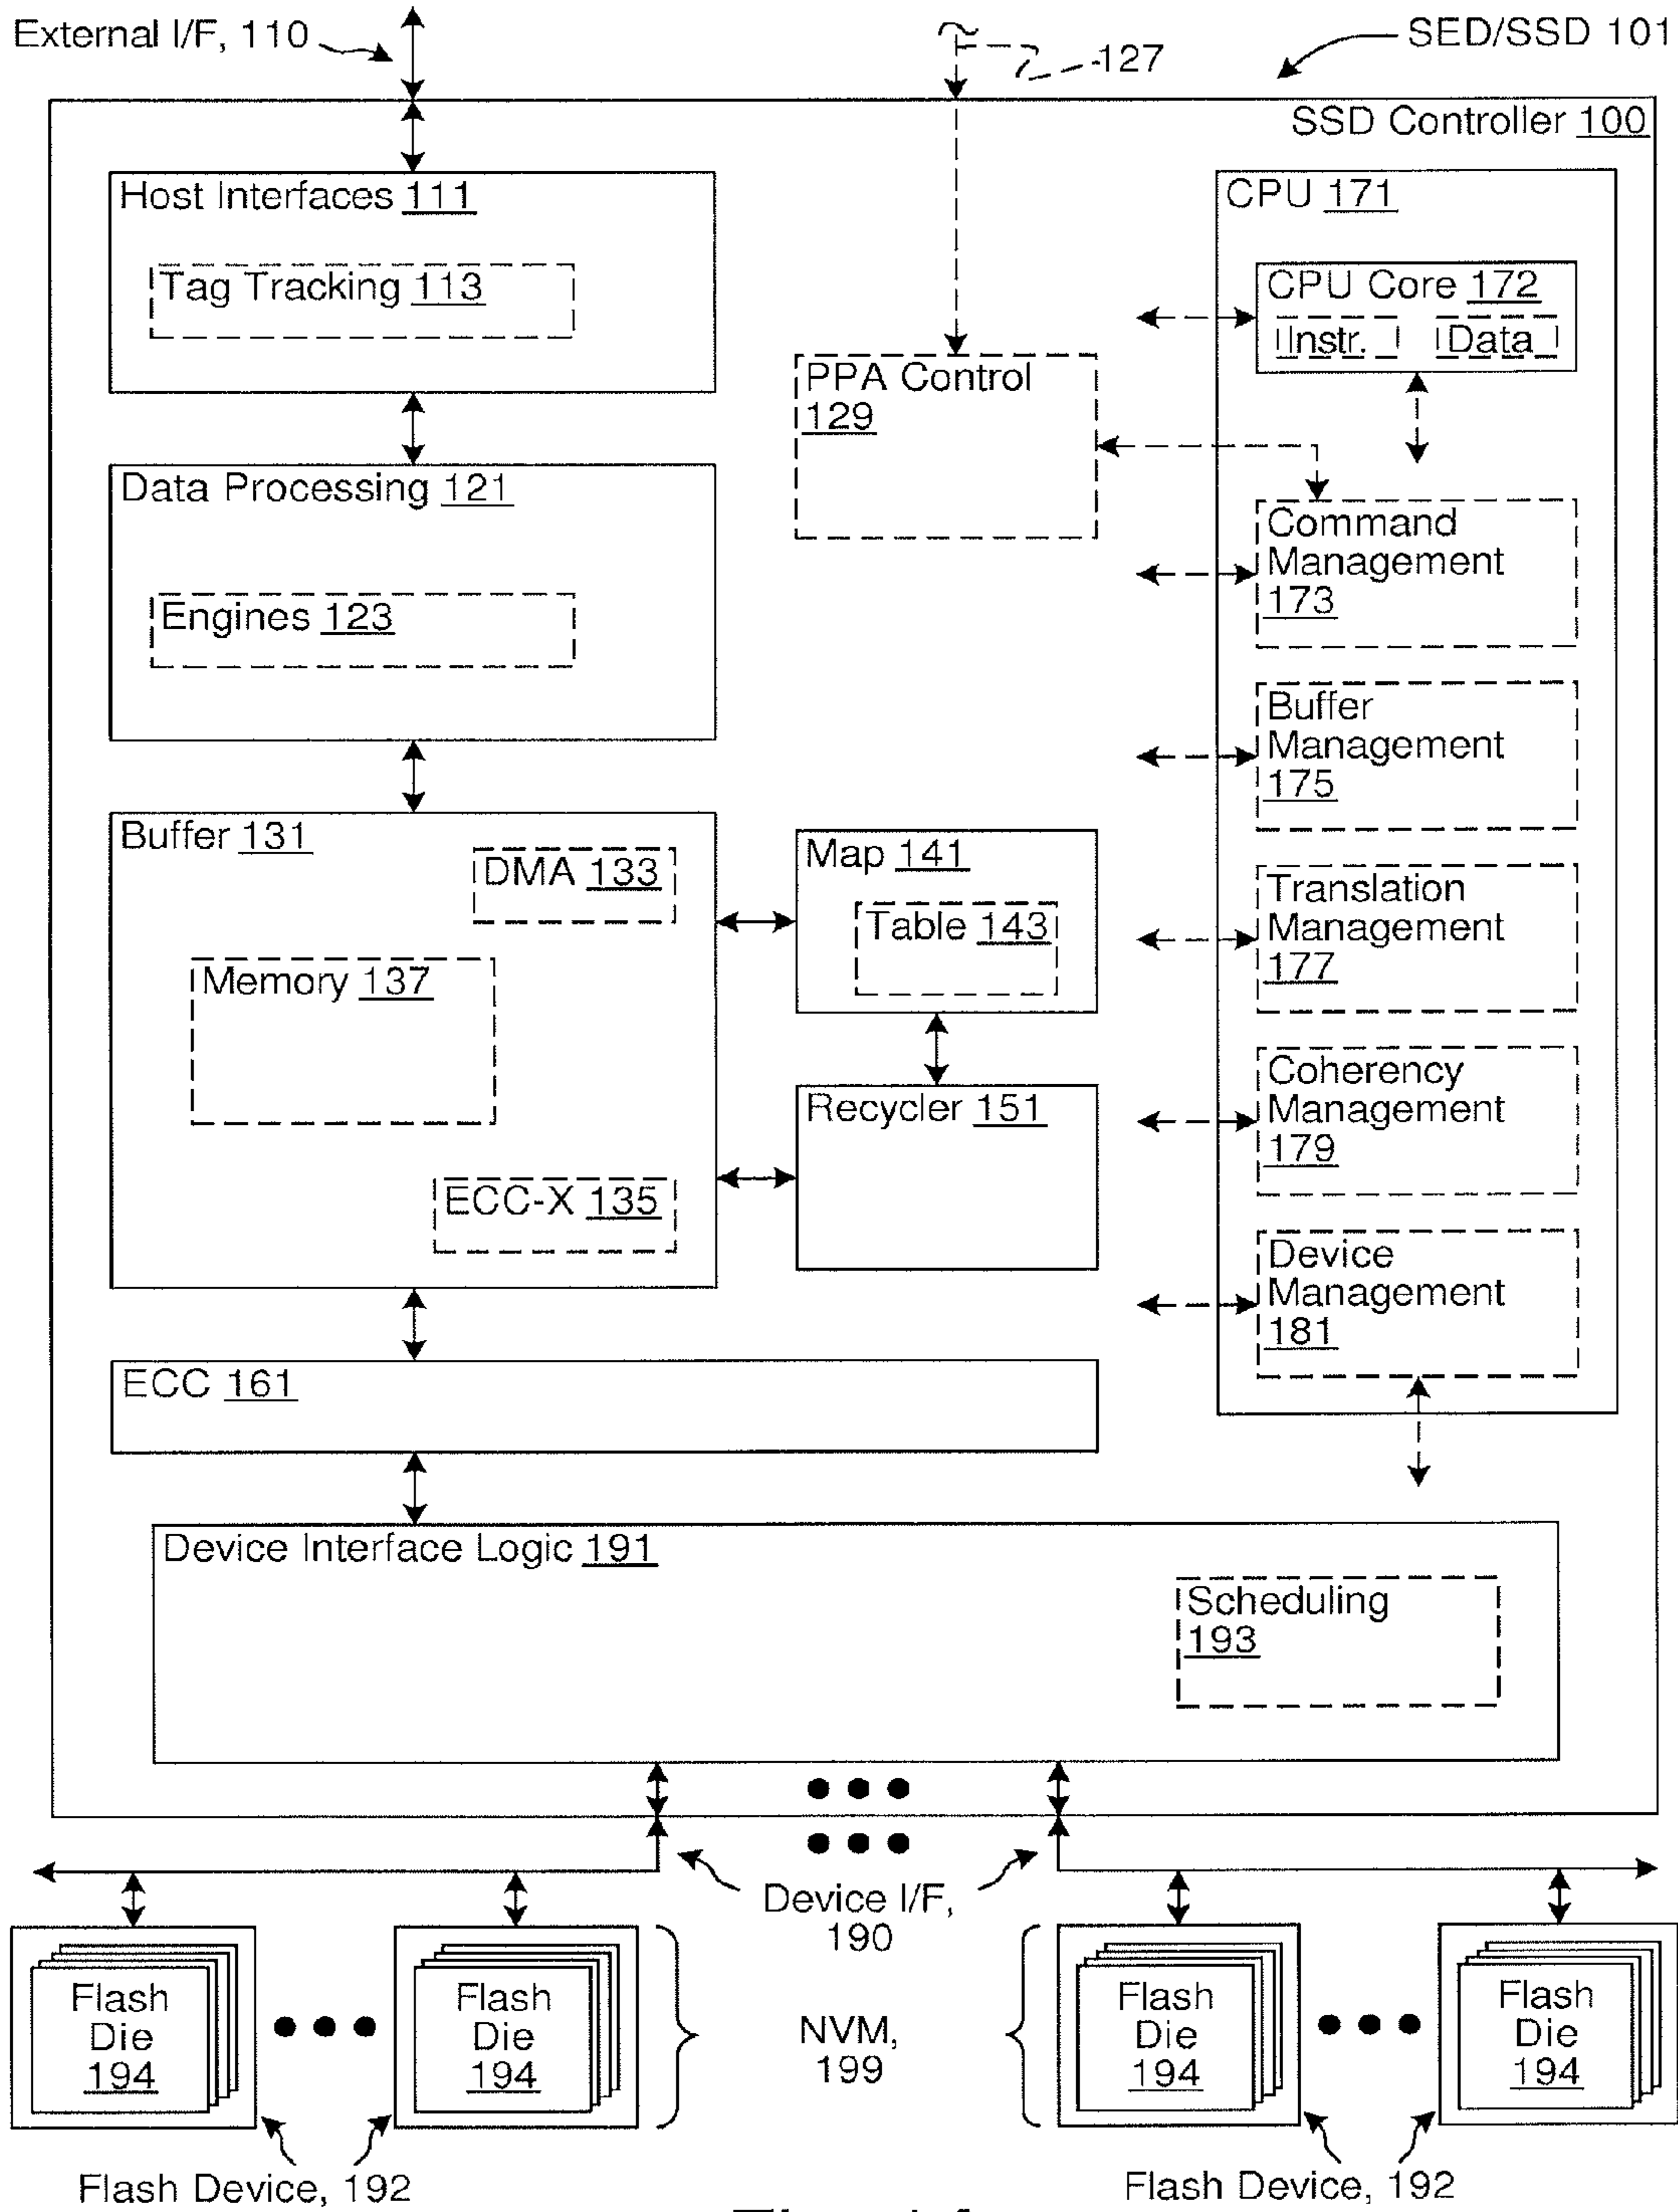 External I/F, 110
127
SED/SSD 101
SSD Controller 100
Host Interfaces 111
Tag Tracking 113
CPU 171
CPU Core 172
Instr.
Data
PPA Control
129
Data Processing 121
Engines 123
Command
Management
173
Buffer
Management
175
Buffer 131
DMA 133
Memory 137
ECC-X 135
Map 141
Table 143
Translation
Management
177
Recycler 151
Coherency
Management
179
Device
Management
181
ECC 161
Device Interface Logic 191
Scheduling
193
Device I/F,
190
Flash
Die
194
Flash
Die
194
NVM,
199
Flash
Die
194
Flash
Die
194
Flash Device, 192
Flash Device, 192